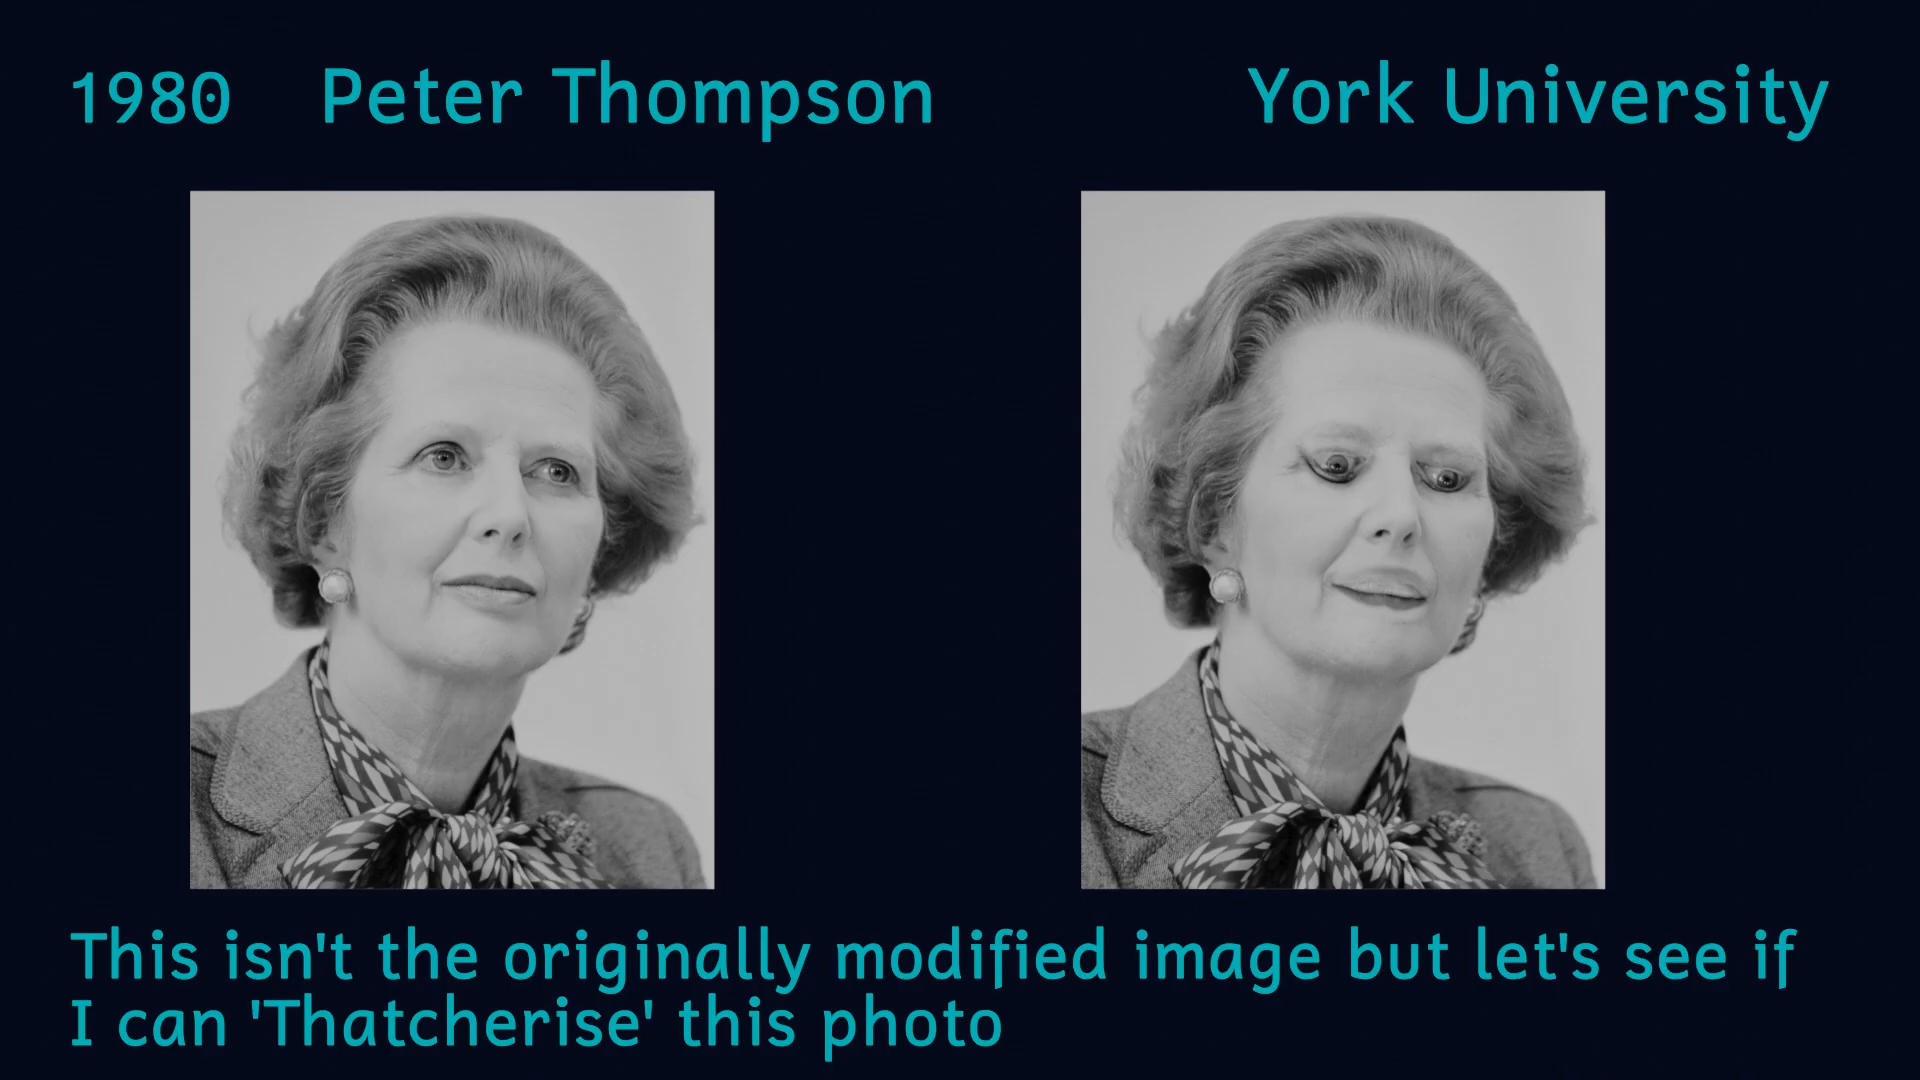 1980 Peter Thompson York University
This isn't the originally modified image but let's see if
I can 'Thatcherise' this photo